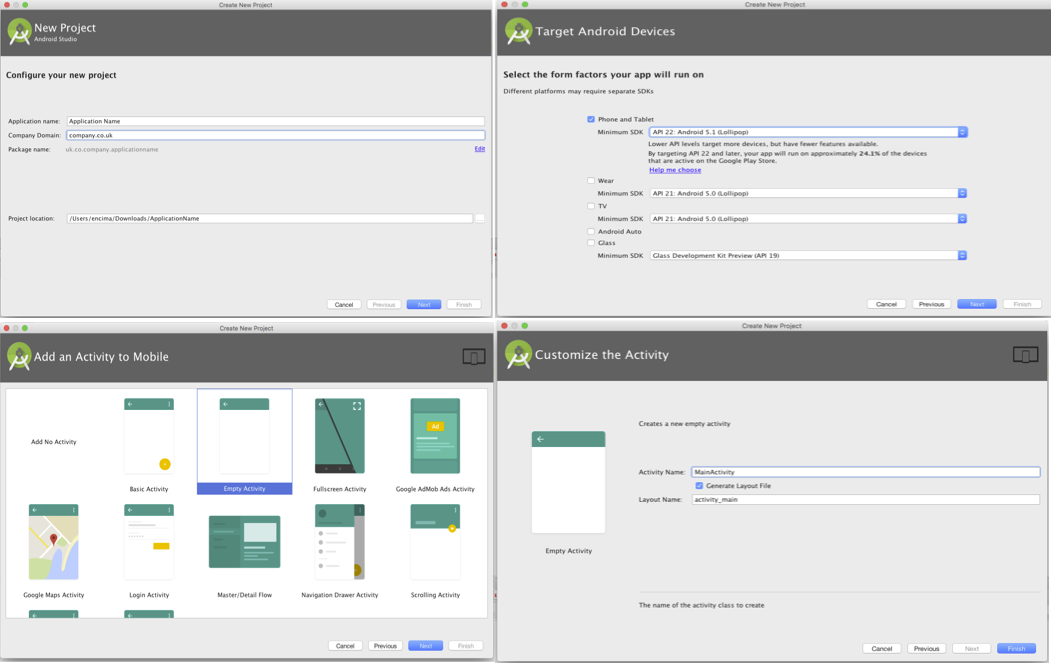 Create New Project
New Project
Android Studio
Configure your new project
Application name: Application Name
Company Domain: company.co.uk
Package name: uk.co.company.applicationname Edit
Project location: /Users/encima/Downloads/ApplicationName
Cancel Previous Next Finish
Create New Project
Target Android Devices
Select the form factors your app will run on
Different platforms may require separate SDKs
Phone and Tablet
Minimum SDK API 22: Android 5.1 (Lollipop)
Lower API levels target more devices, but have fewer features available.
By targeting API 22 and later, your app will run on approximately 24.1% of the devices
that are active on the Google Play Store.
Help me choose
Wear
Minimum SDK API 21: Android 5.0 (Lollipop)
TV
Minimum SDK API 21: Android 5.0 (Lollipop)
Android Auto
Glass
Minimum SDK Glass Development Kit Preview (API 19)
Cancel Previous Next Finish
Create New Project
Add an Activity to Mobile
Ad
Add No Activity
Basic Activity Empty Activity Fullscreen Activity Google AdMob Ads Activity
Google Maps Activity Login Activity Master/Detail Flow Navigation Drawer Activity Scrolling Activity
Cancel Previous Next Finish
Create New Project
Customize the Activity
Creates a new empty activity
Activity Name: MainActivity
Generate Layout File
Layout Name: activity_main
Empty Activity
The name of the activity class to create
Cancel Previous Next Finish